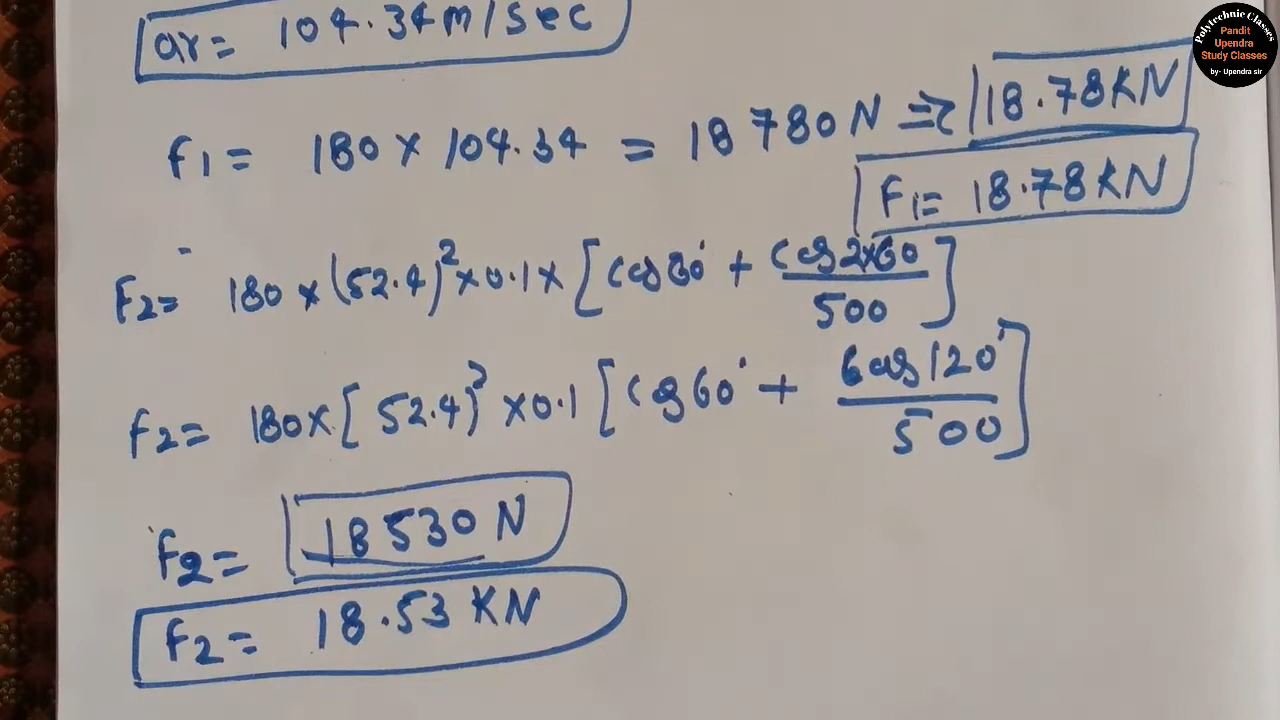 ar = 104.34 m/sec
Polytechnic Classes
Pandit
Upendra
Study Classes
by- Upendra sir
F1 = 180 × 104.34 = 18780 N ⇒ 18.78 KN
F1 = 18.78 KN
F2 = 180 × (52.4)² × 0.1 × [cos 60° + cos 2×60 / 500]
F2 = 180 × [52.4)² × 0.1 [cos 60° + cos 120° / 500]
F2 = 18530 N
F2 = 18.53 KN